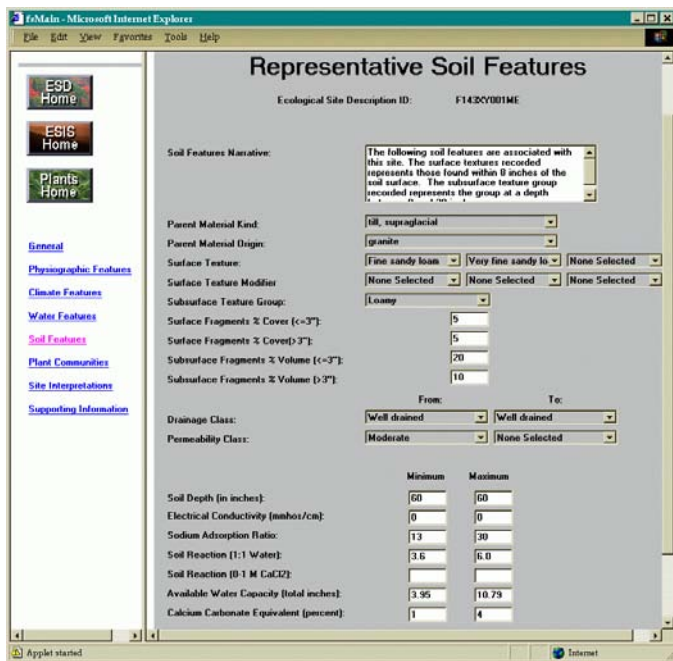 fsMain - Microsoft Internet Explorer
File Edit View Favorites Tools Help
Representative Soil Features
Ecological Site Description ID: F143XY001ME
ESD Home
ESIS Home
Plants Home
General
Physiographic Features
Climate Features
Water Features
Soil Features
Plant Communities
Site Interpretations
Supporting Information
Soil Features Narrative:
The following soil features are associated with
this site. The surface textures recorded
represents those found within 8 inches of the
soil surface. The subsurface texture group
recorded represents the group at a depth
Parent Material Kind: till, supraglacial
Parent Material Origin: granite
Surface Texture: Fine sandy loam Very fine sandy lo None Selected
Surface Texture Modifier None Selected None Selected None Selected
Subsurface Texture Group: Loamy
Surface Fragments % Cover (<=3"): 5
Surface Fragments % Cover(>3"): 5
Subsurface Fragments % Volume (<=3"): 20
Subsurface Fragments % Volume (>3"): 10
From: To:
Drainage Class: Well drained Well drained
Permeability Class: Moderate None Selected
Minimum Maximum
Soil Depth (in inches): 60 60
Electrical Conductivity (mmhos/cm): 0 0
Sodium Adsorption Ratio: 13 30
Soil Reaction (1:1 Water): 3.6 6.0
Soil Reaction (0-1 M CaCl2):
Available Water Capacity (total inches): 3.95 10.79
Calcium Carbonate Equivalent (percent): 1 4
Applet started Internet